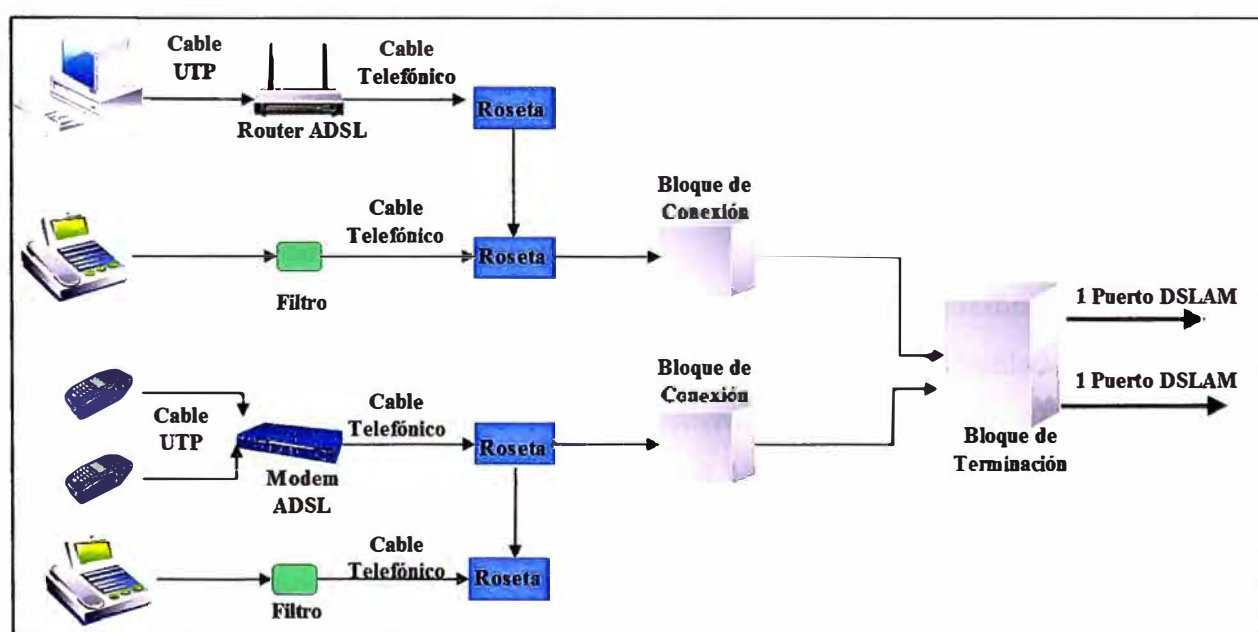 Cable
UTP
Cable
Telefónico
Router ADSL
Roseta
Cable
Telefónico
Filtro
Roseta
Bloque de
Conexión
1 Puerto DSLAM
1 Puerto DSLAM
Bloque de
Terminación
Cable
UTP
Modem
ADSL
Cable
Telefónico
Roseta
Bloque de
Conexión
Cable
Telefónico
Filtro
Roseta